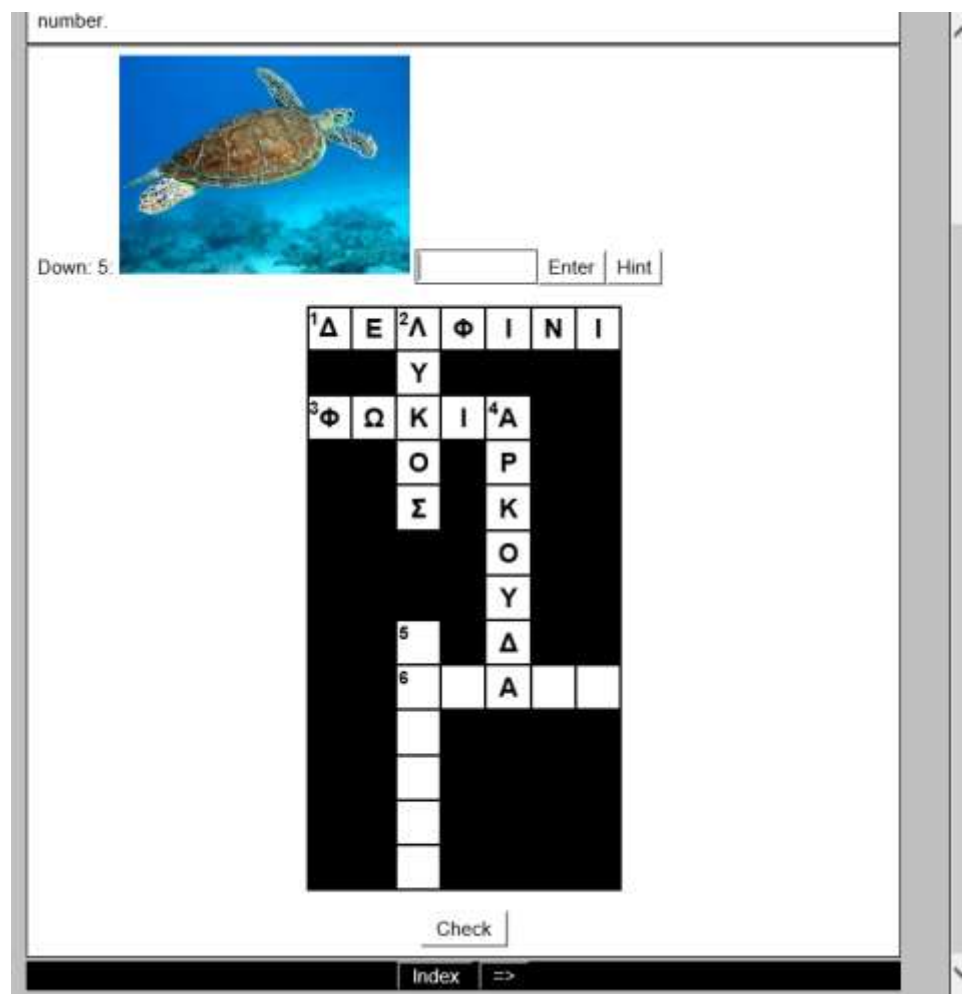 number.
Down: 5: Enter Hint
1Δ Ε 2Λ Φ Ι Ν Ι
Υ
3Φ Ω Κ Ι 4Α
Ο Ρ
Σ Κ
Ο
Υ
5 Δ
6 Α
Check
Index =>